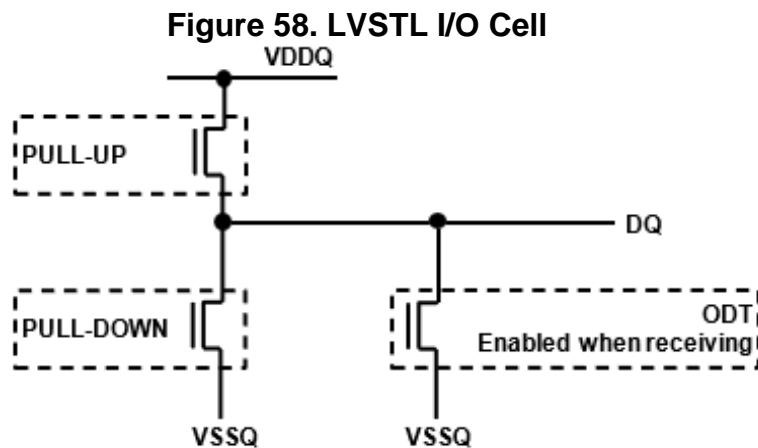 Figure 58. LVSTL I/O Cell
VDDQ
PULL-UP
DQ
PULL-DOWN
ODT
Enabled when receiving
VSSQ
VSSQ